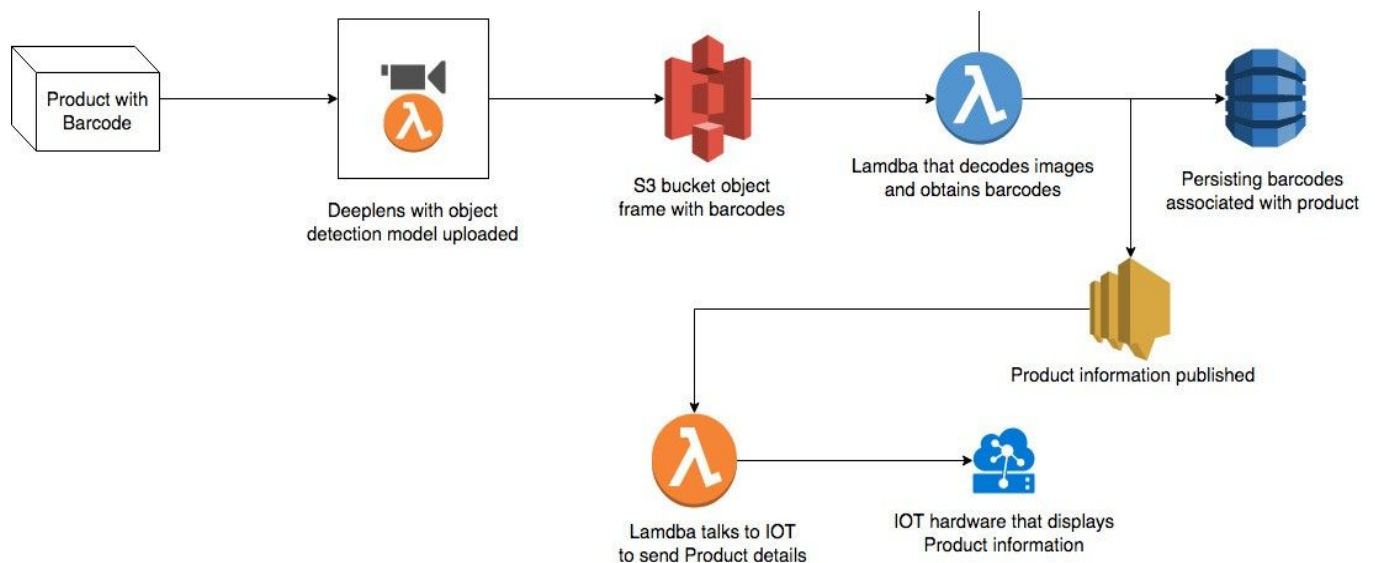 Product with
Barcode
Deeplens with object
detection model uploaded
S3 bucket object
frame with barcodes
Lamdba that decodes images
and obtains barcodes
Persisting barcodes
associated with product
Product information published
Lamdba talks to IOT
to send Product details
IOT hardware that displays
Product information